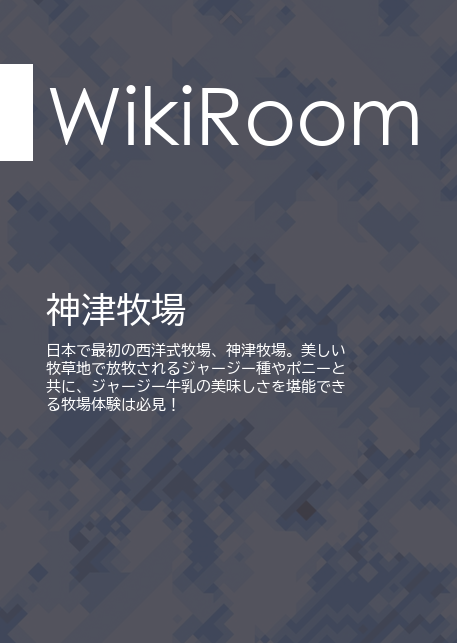 WikiRoom
神津牧場
日本で最初の西洋式牧場、神津牧場。美しい
牧草地で放牧されるジャージー種やポニーと
共に、ジャージー牛乳の美味しさを堪能でき
る牧場体験は必見！